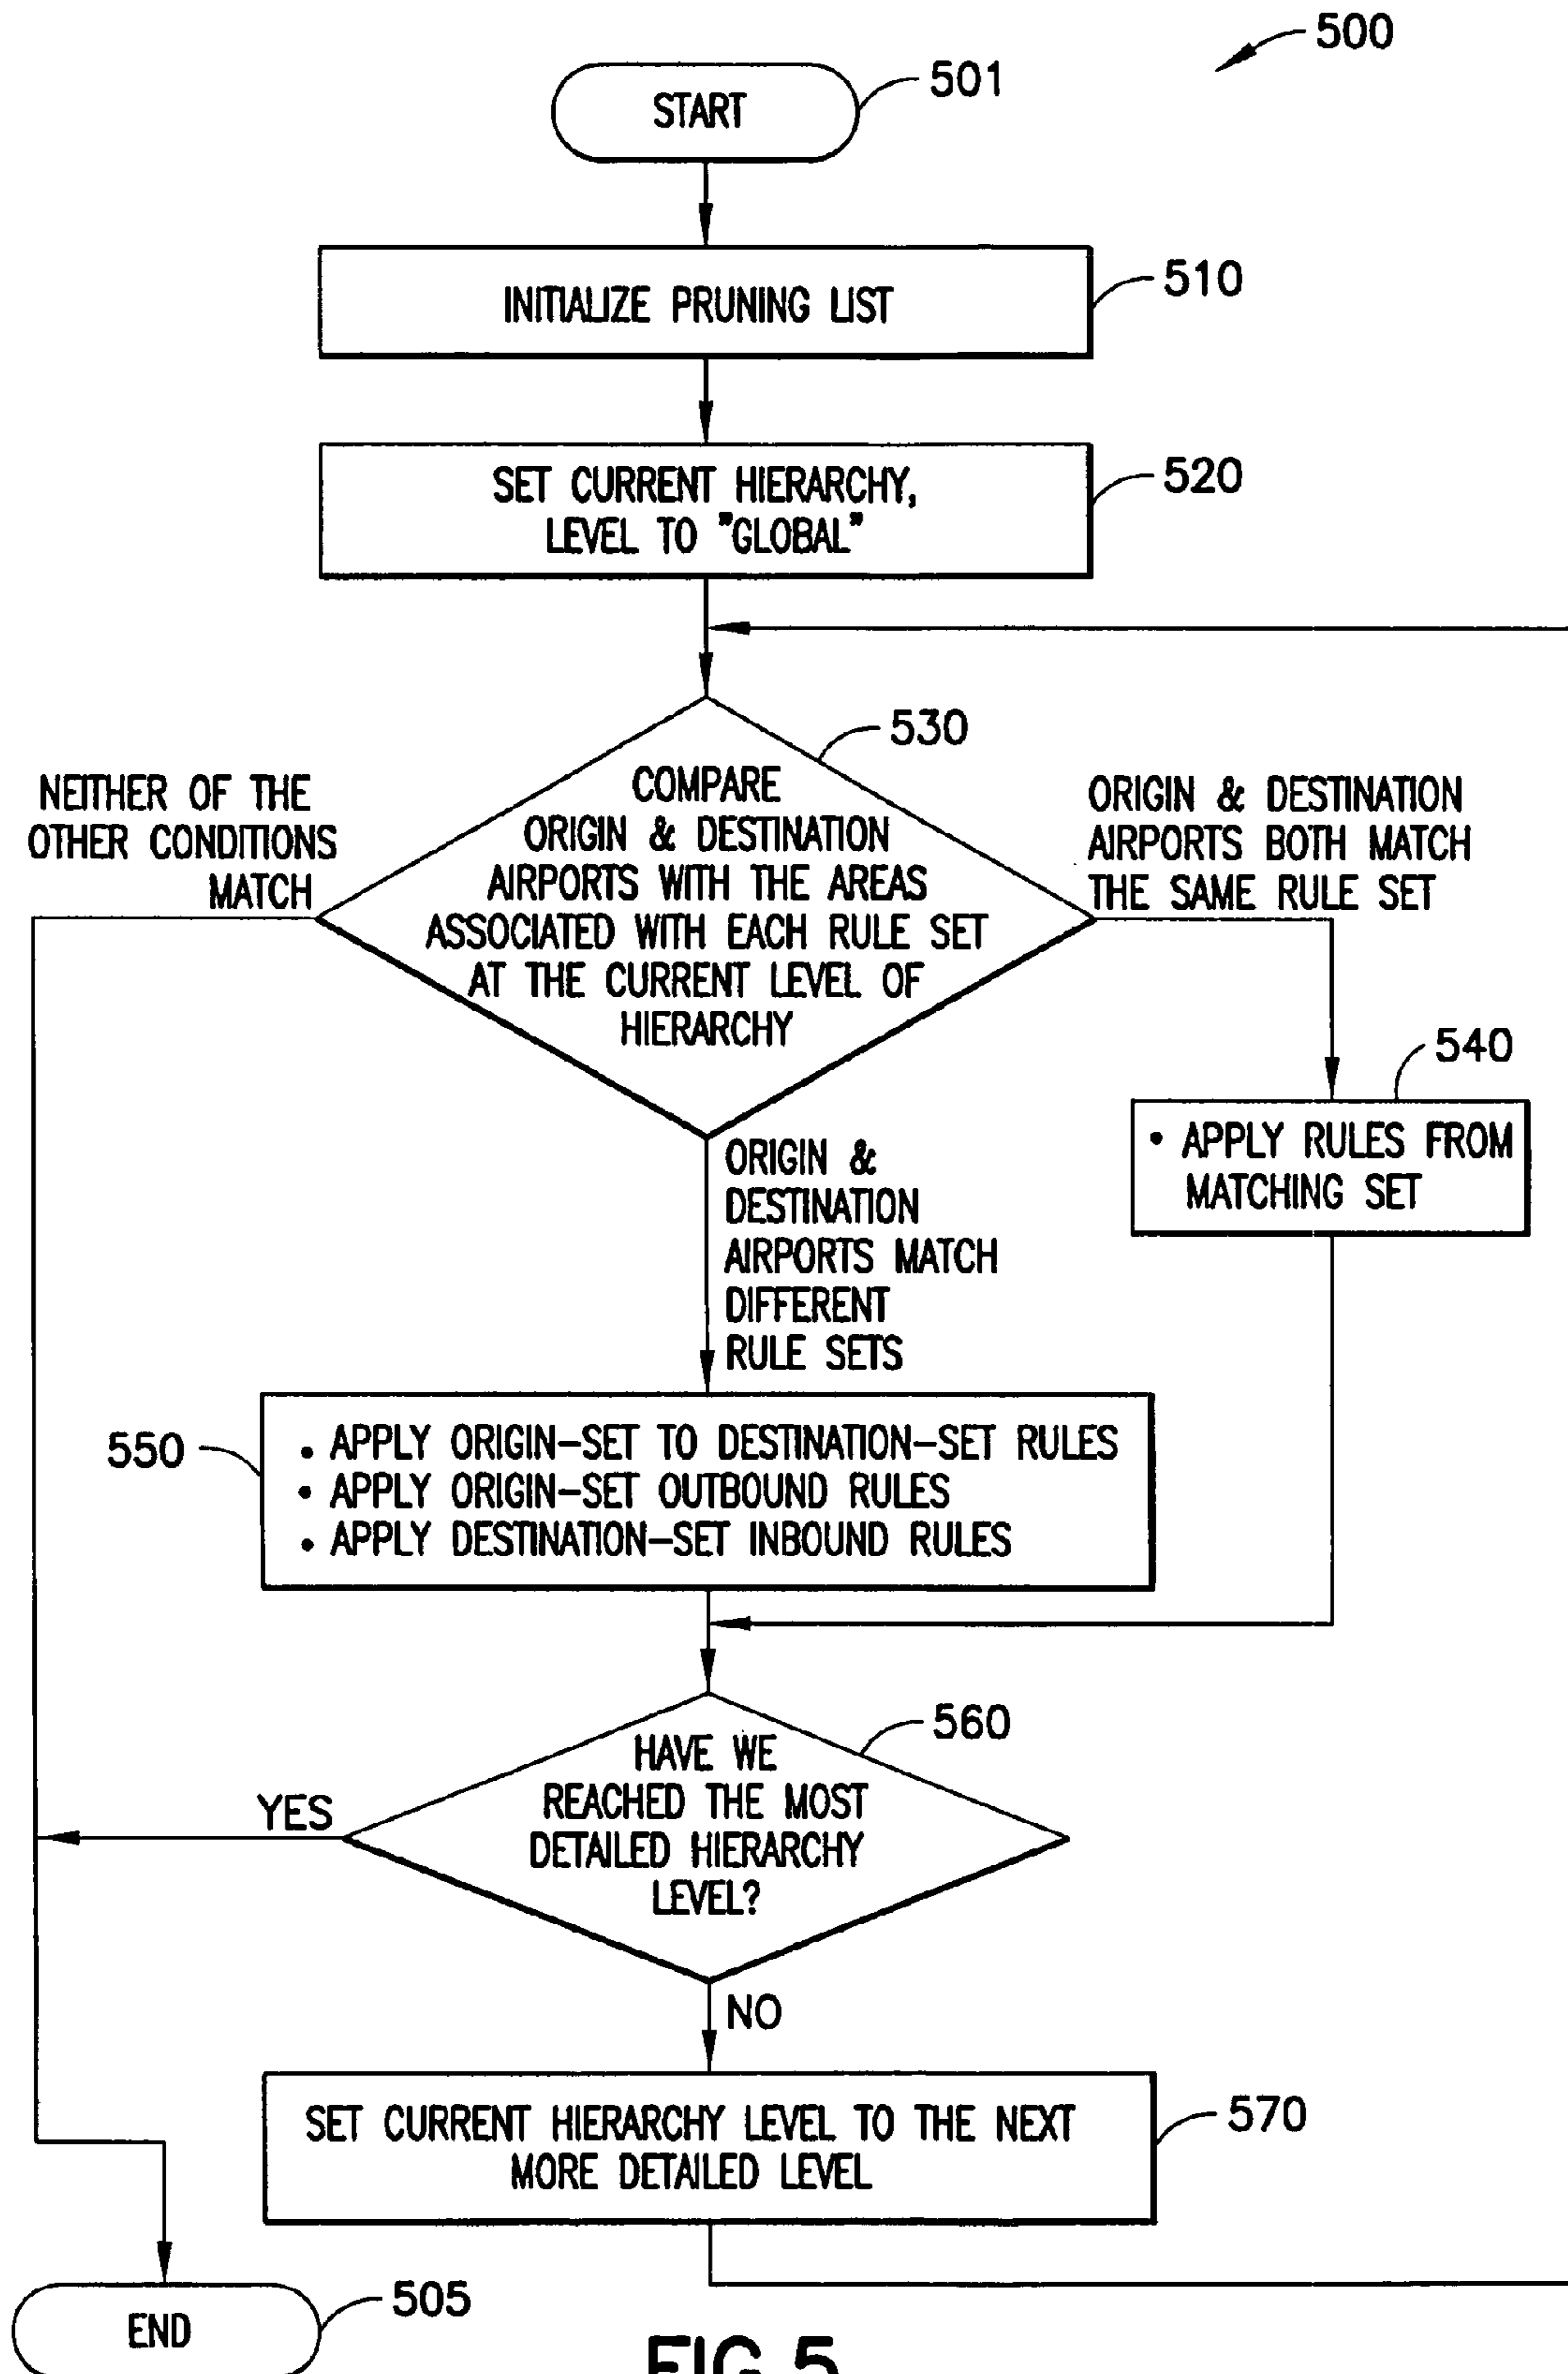 500
START
501
INITIALIZE PRUNING LIST
510
SET CURRENT HIERARCHY,
LEVEL TO "GLOBAL"
520
530
COMPARE
ORIGIN & DESTINATION
AIRPORTS WITH THE AREAS
ASSOCIATED WITH EACH RULE SET
AT THE CURRENT LEVEL OF
HIERARCHY
NEITHER OF THE
OTHER CONDITIONS
MATCH
ORIGIN & DESTINATION
AIRPORTS BOTH MATCH
THE SAME RULE SET
540
• APPLY RULES FROM
MATCHING SET
ORIGIN &
DESTINATION
AIRPORTS MATCH
DIFFERENT
RULE SETS
550
• APPLY ORIGIN-SET TO DESTINATION-SET RULES
• APPLY ORIGIN-SET OUTBOUND RULES
• APPLY DESTINATION-SET INBOUND RULES
560
HAVE WE
REACHED THE MOST
DETAILED HIERARCHY
LEVEL?
YES
NO
SET CURRENT HIERARCHY LEVEL TO THE NEXT
MORE DETAILED LEVEL
570
END
505
FIG.5